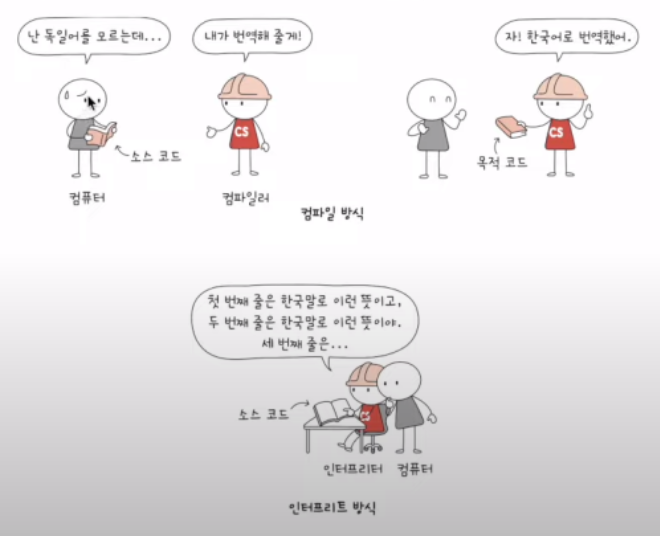 난 독일어를 모르는데...
내가 번역해 줄게!
자! 한국어로 번역했어.
CS
CS
소스 코드
목적 코드
컴퓨터
컴파일러
컴파일 방식
첫 번째 줄은 한국말로 이런 뜻이고,
두 번째 줄은 한국말로 이런 뜻이야.
세 번째 줄은...
소스 코드
CS
인터프리터
컴퓨터
인터프리트 방식